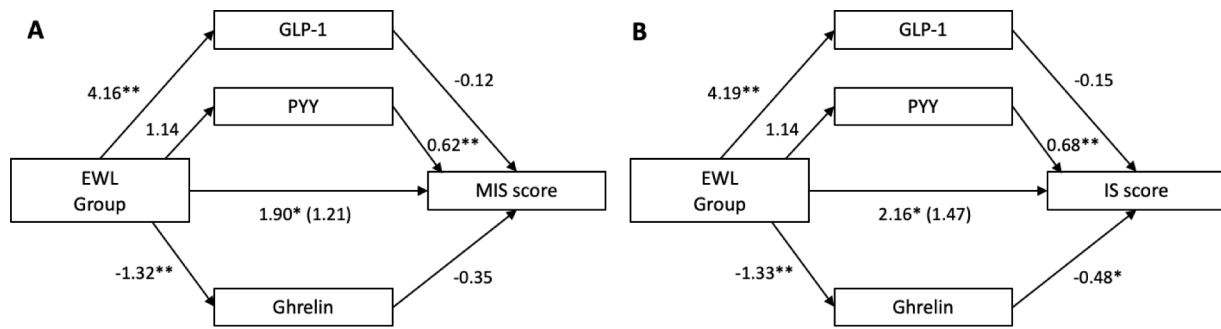 A
GLP-1
4.16**
-0.12
PYY
1.14
0.62**
EWL
Group
MIS score
1.90* (1.21)
-1.32**
-0.35
Ghrelin
B
GLP-1
4.19**
-0.15
PYY
1.14
0.68**
EWL
Group
IS score
2.16* (1.47)
-1.33**
-0.48*
Ghrelin